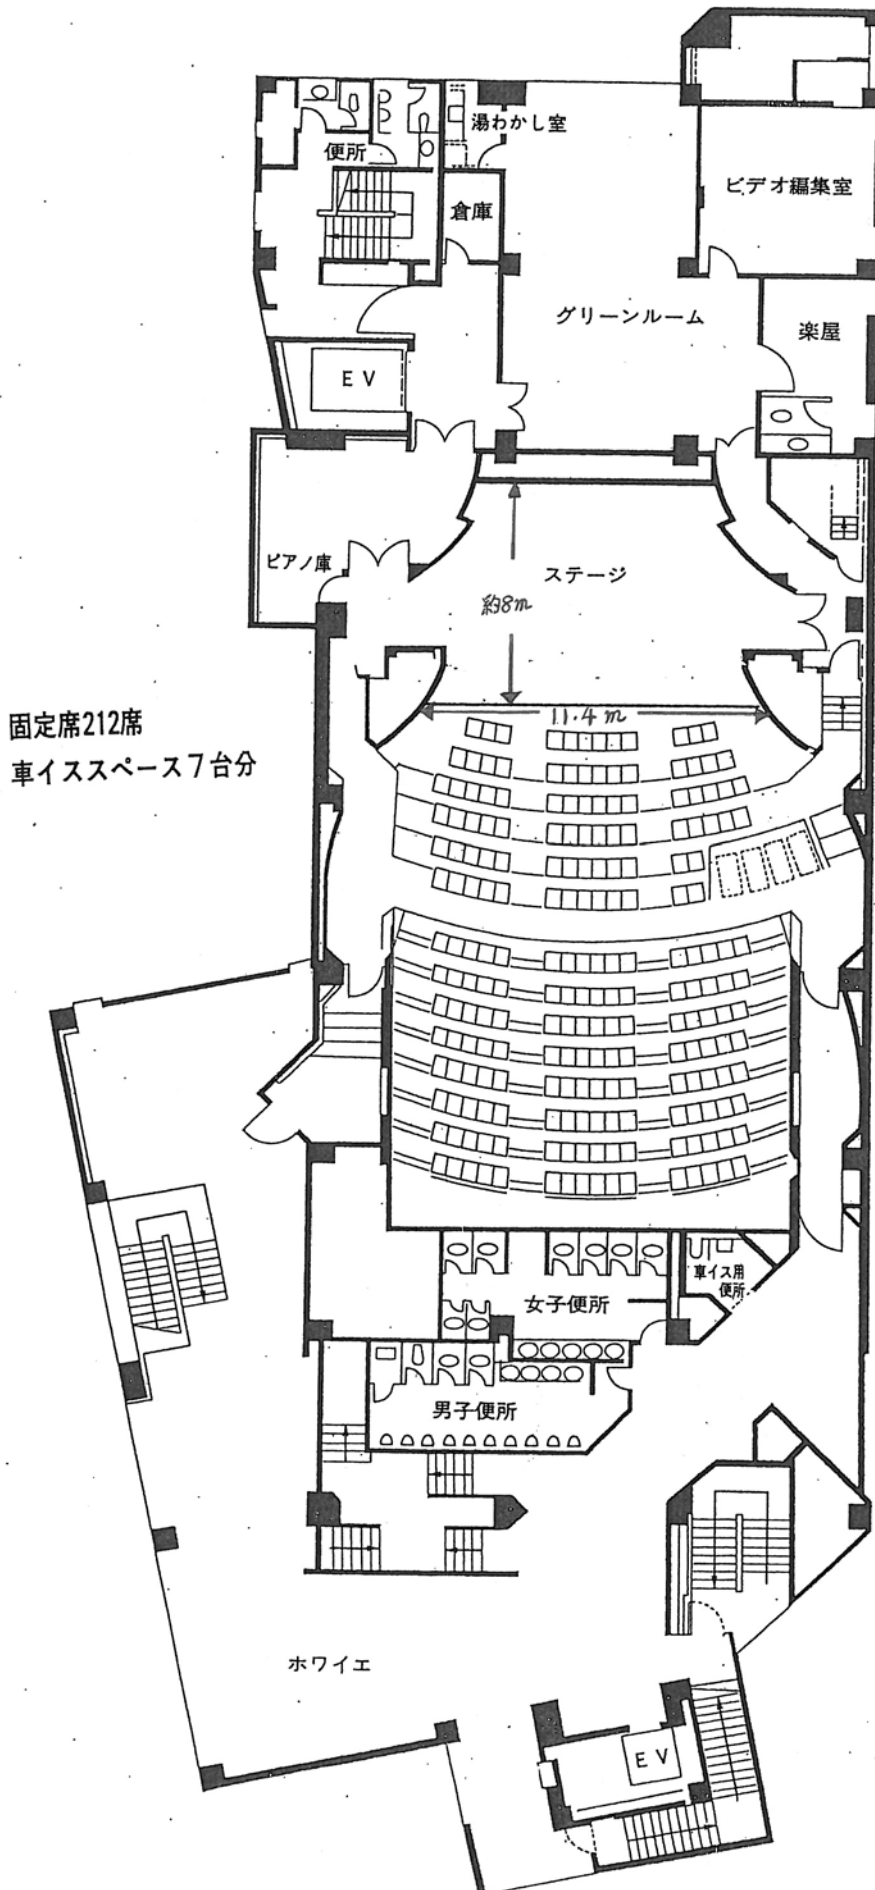 湯わかし室
便所
ビデオ編集室
倉庫
グリーンルーム
楽屋
EV
ピアノ庫
ステージ
約8m
11.4m
固定席212席
車イススペース7台分
車イス用
便所
女子便所
男子便所
ホワイエ
EV